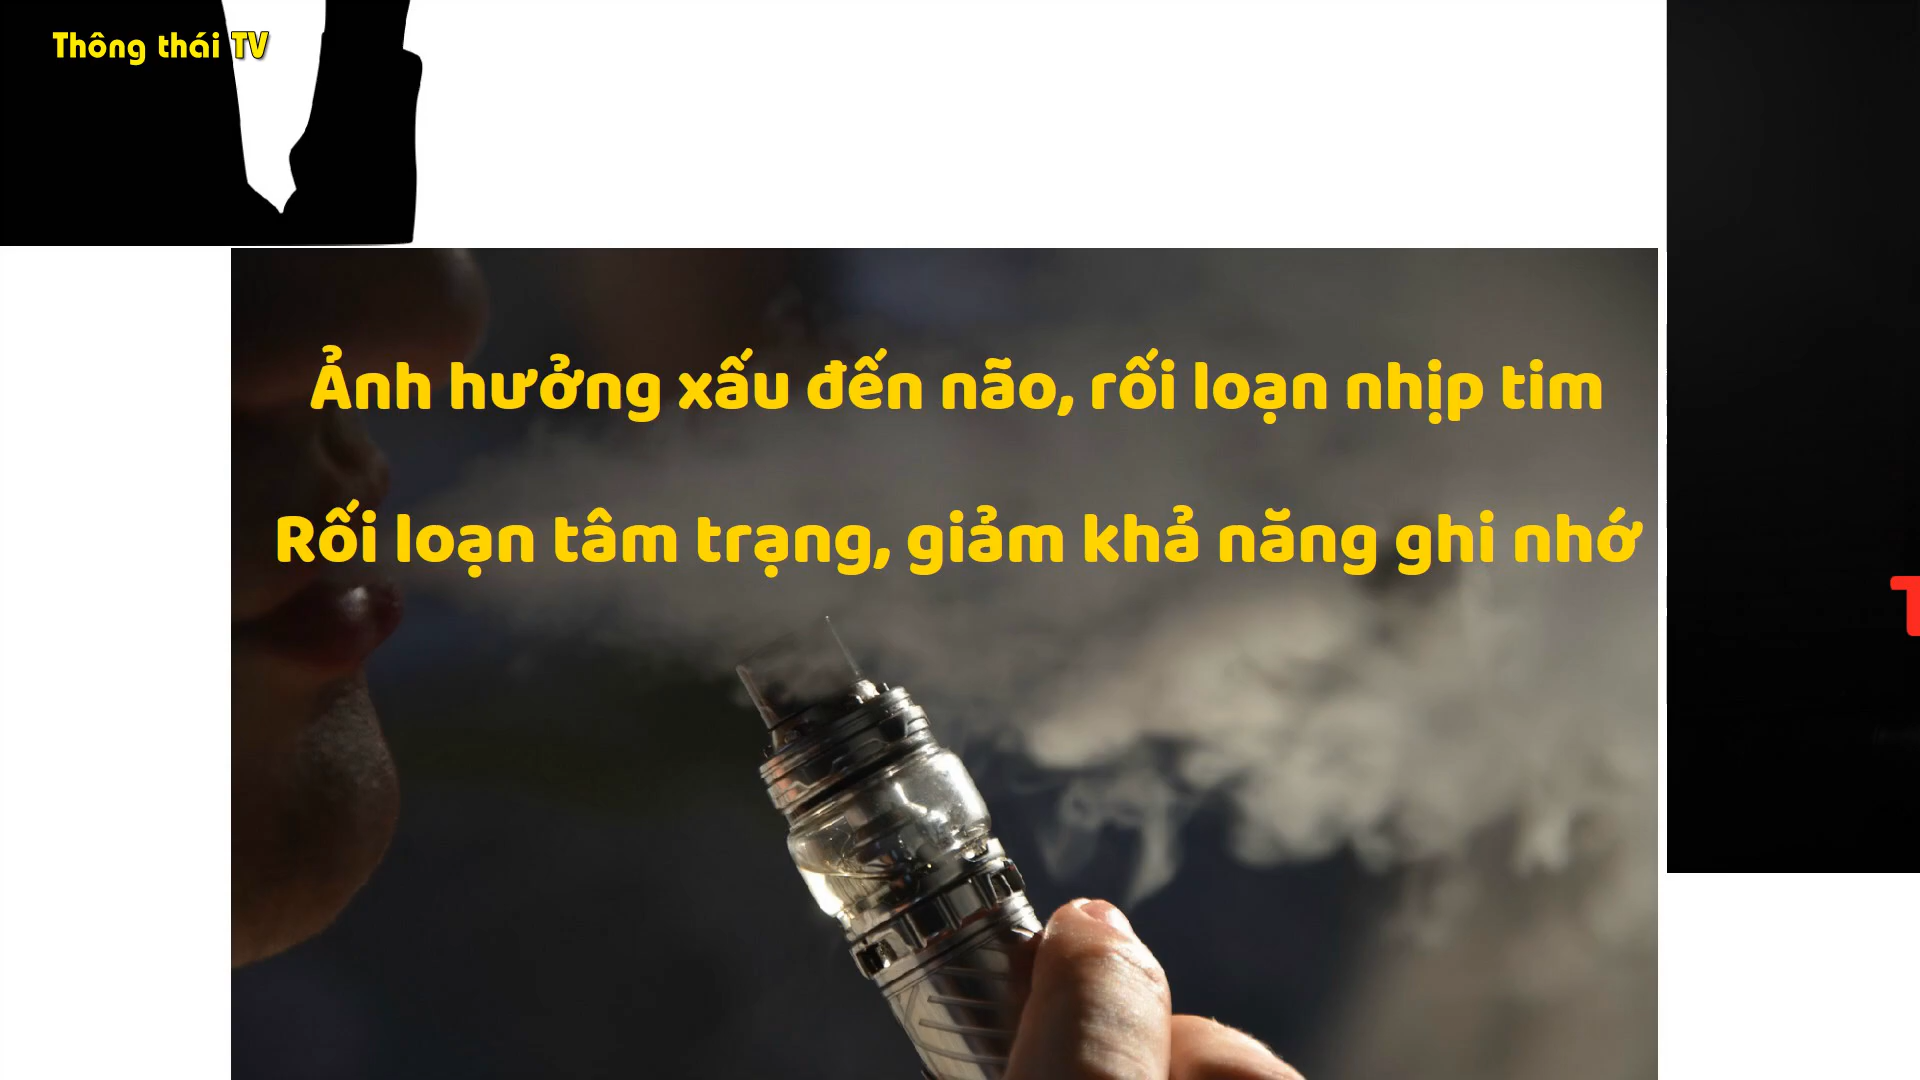 Thông thái TV
Ảnh hưởng xấu đến não, rối loạn nhịp tim
Rối loạn tâm trạng, giảm khả năng ghi nhớ